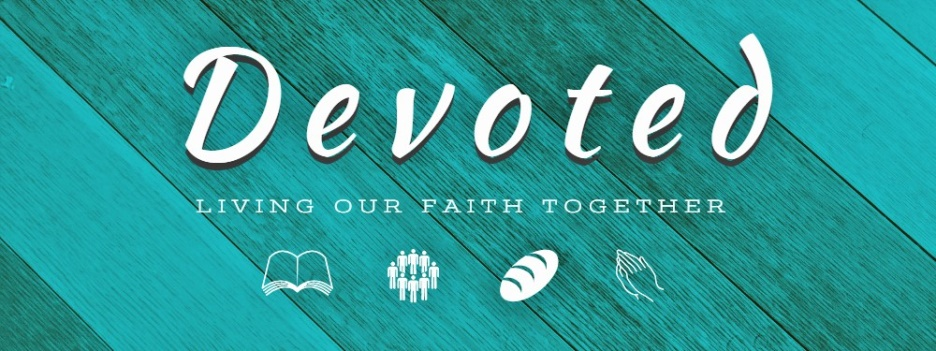 Devoted
LIVING OUR FAITH TOGETHER